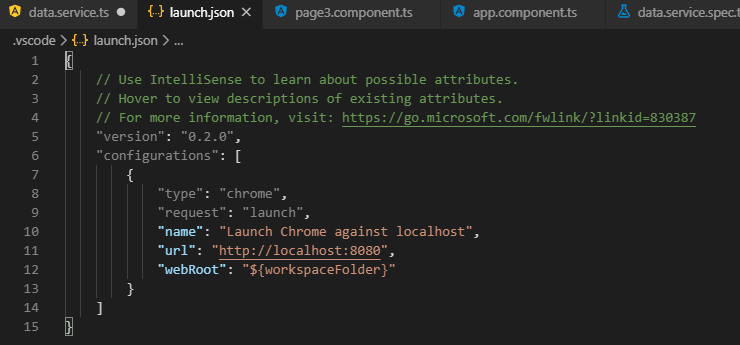 data.service.ts launch.json page3.component.ts app.component.ts data.service.spec.t
.vscode > {..} launch.json > ...
1 {
2 // Use IntelliSense to learn about possible attributes.
3 // Hover to view descriptions of existing attributes.
4 // For more information, visit: https://go.microsoft.com/fwlink/?linkid=830387
5 "version": "0.2.0",
6 "configurations": [
7 {
8 "type": "chrome",
9 "request": "launch",
10 "name": "Launch Chrome against localhost",
11 "url": "http://localhost:8080",
12 "webRoot": "${workspaceFolder}"
13 }
14 ]
15 }